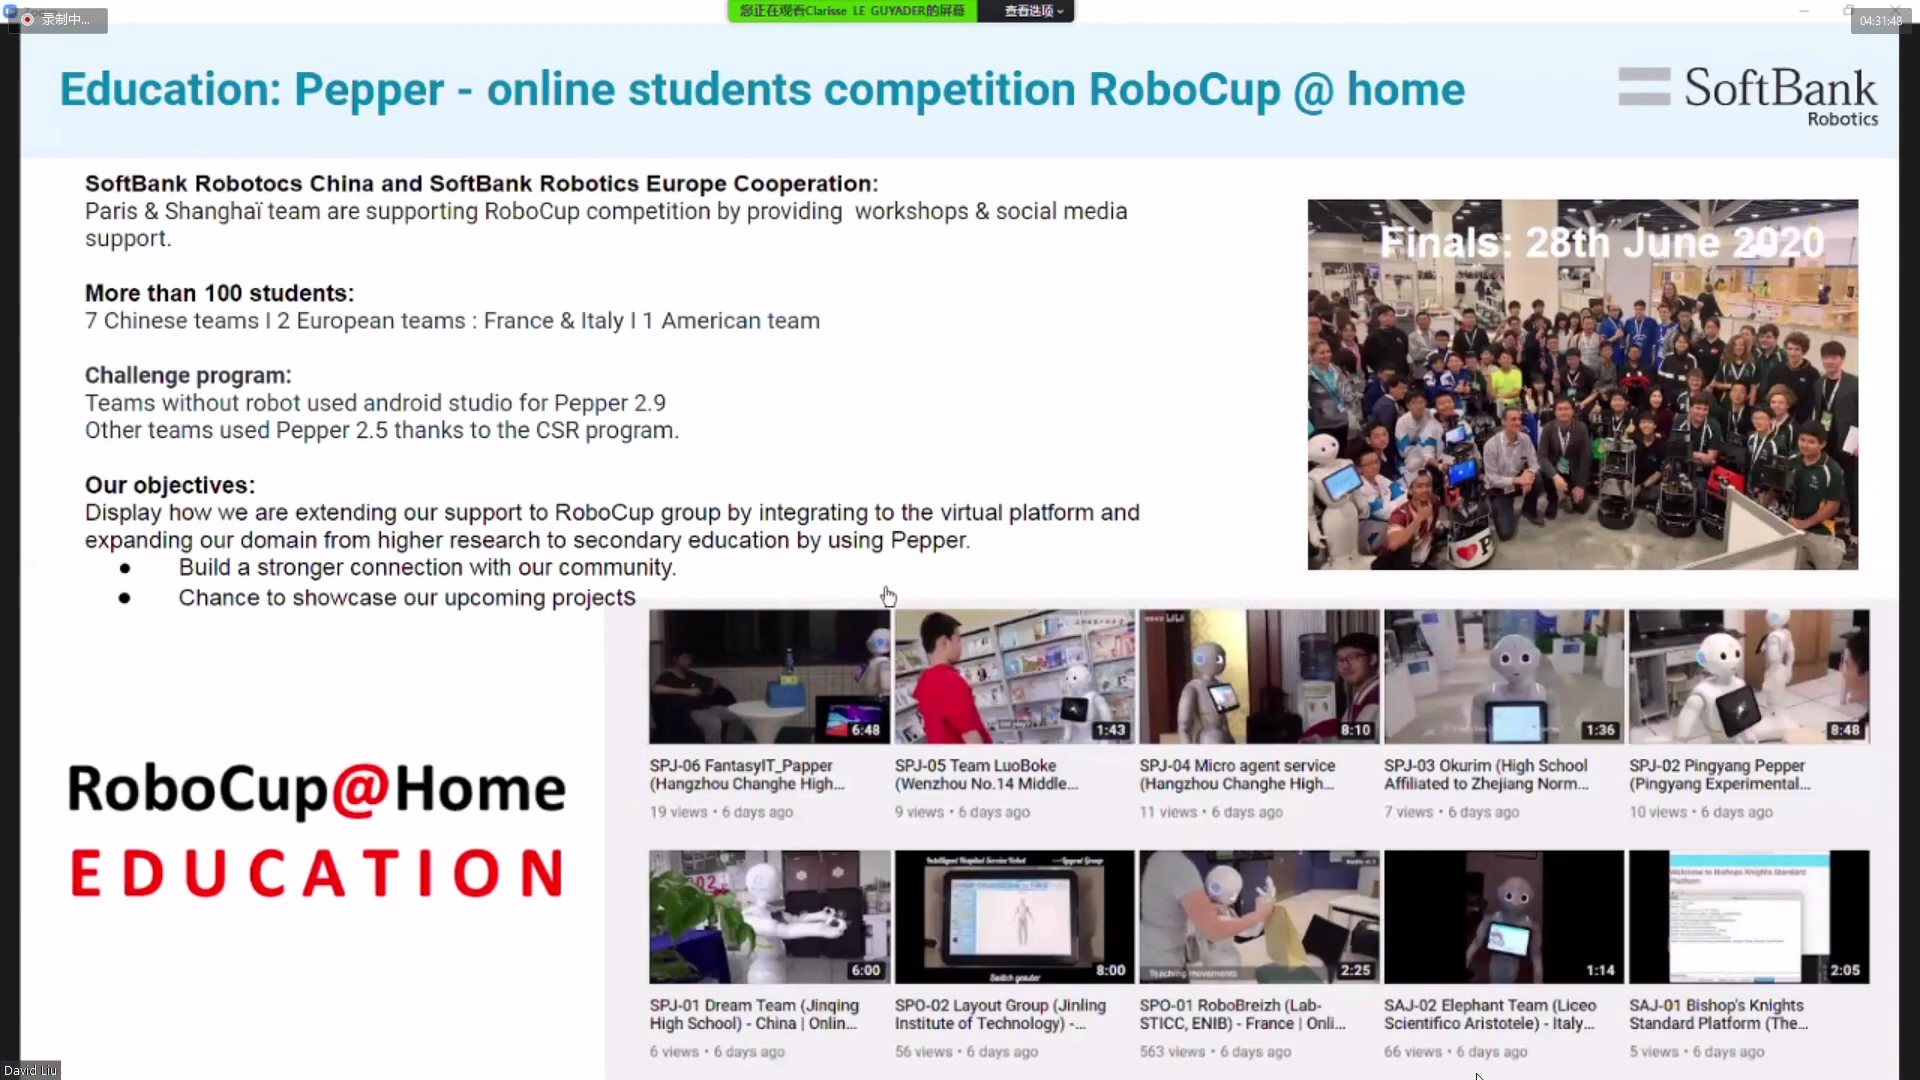 录制中...
您正在观看Clarisse LE GUYADER的屏幕
查看选项
04:31:48
Education: Pepper - online students competition RoboCup @ home
SoftBank
Robotics
SoftBank Robotocs China and SoftBank Robotics Europe Cooperation:
Paris & Shanghaï team are supporting RoboCup competition by providing workshops & social media
support.
More than 100 students:
7 Chinese teams I 2 European teams : France & Italy I 1 American team
Challenge program:
Teams without robot used android studio for Pepper 2.9
Other teams used Pepper 2.5 thanks to the CSR program.
Our objectives:
Display how we are extending our support to RoboCup group by integrating to the virtual platform and
expanding our domain from higher research to secondary education by using Pepper.
● Build a stronger connection with our community.
● Chance to showcase our upcoming projects
Finals: 28th June 2020
RoboCup@Home
EDUCATION
6:48
1:43
8:10
1:36
8:48
SPJ-06 FantasyIT_Papper
(Hangzhou Changhe High...
19 views • 6 days ago
SPJ-05 Team LuoBoke
(Wenzhou No.14 Middle...
9 views • 6 days ago
SPJ-04 Micro agent service
(Hangzhou Changhe High...
11 views • 6 days ago
SPJ-03 Okurim (High School
Affiliated to Zhejiang Norm...
7 views • 6 days ago
SPJ-02 Pingyang Pepper
(Pingyang Experimental...
10 views • 6 days ago
6:00
Intelligent Hospital Service Robot
Switch gender
8:00
Teaching movements
2:25
1:14
Welcome to Bishops Knights Standard
Platform
2:05
SPJ-01 Dream Team (Jinqing
High School) - China | Onlin...
6 views • 6 days ago
SPO-02 Layout Group (Jinling
Institute of Technology) -...
56 views • 6 days ago
SPO-01 RoboBreizh (Lab-
STICC, ENIB) - France | Onli...
563 views • 6 days ago
SAJ-02 Elephant Team (Liceo
Scientifico Aristotele) - Italy...
66 views • 6 days ago
SAJ-01 Bishop's Knights
Standard Platform (The...
5 views • 6 days ago
David Liu